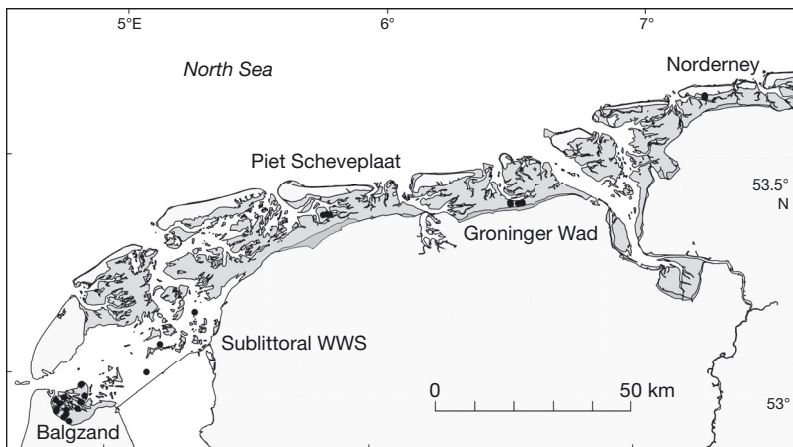 5°E
6°
7°
North Sea
Norderney
Piet Scheveplaat
53.5°
N
Groninger Wad
Sublittoral WWS
0
50 km
53°
Balgzand